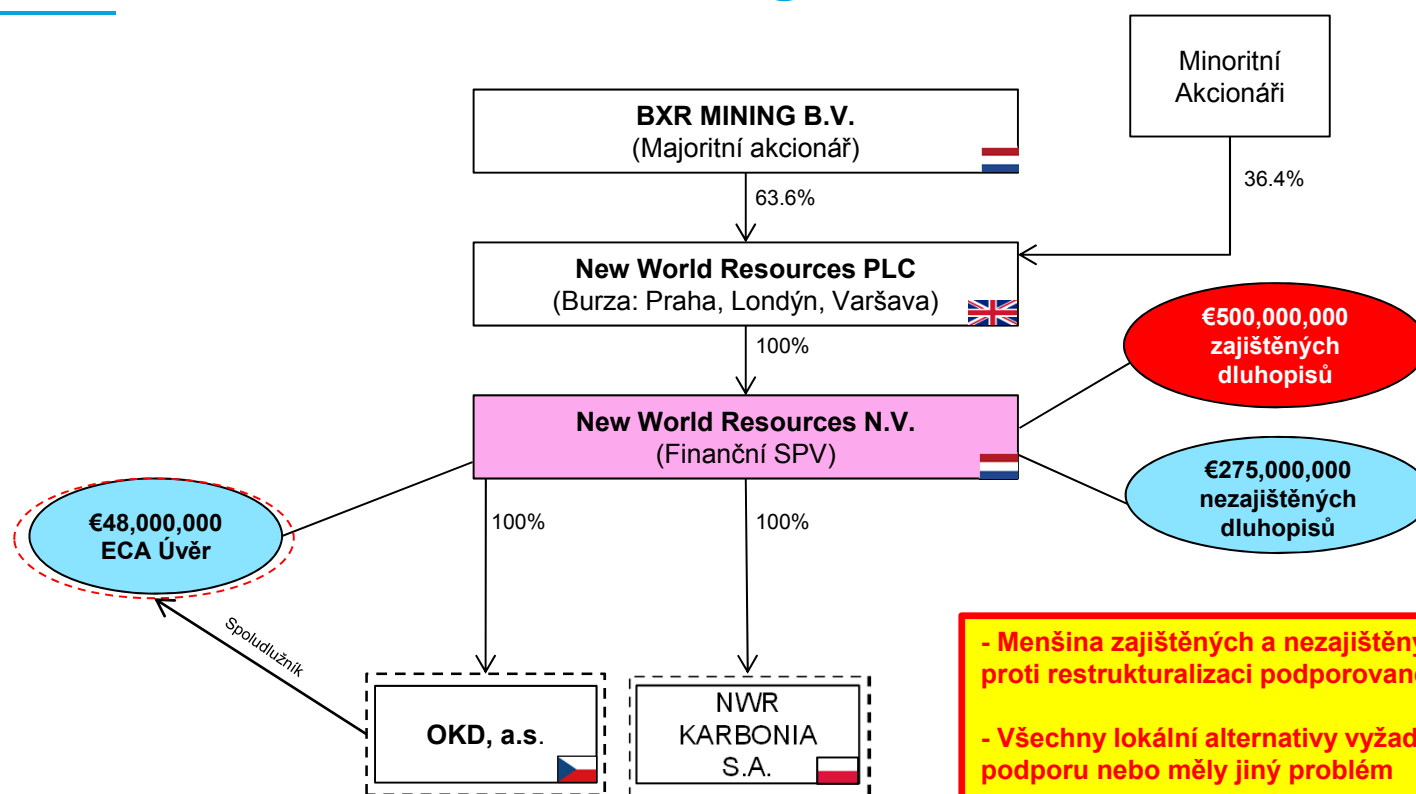 Minoritní
Akcionáři
BXR MINING B.V.
(Majoritní akcionář)
63.6%
36.4%
New World Resources PLC
(Burza: Praha, Londýn, Varšava)
100%
€500,000,000
zajištěných
dluhopisů
New World Resources N.V.
(Finanční SPV)
€275,000,000
nezajištěných
dluhopisů
€48,000,000
ECA Úvěr
100%
100%
Spoludlužník
OKD, a.s.
NWR
KARBONIA
S.A.
- Menšina zajištěných a
proti restrukturalizaci
- Všechny lokální alternativy
podporu nebo měly jiný problém